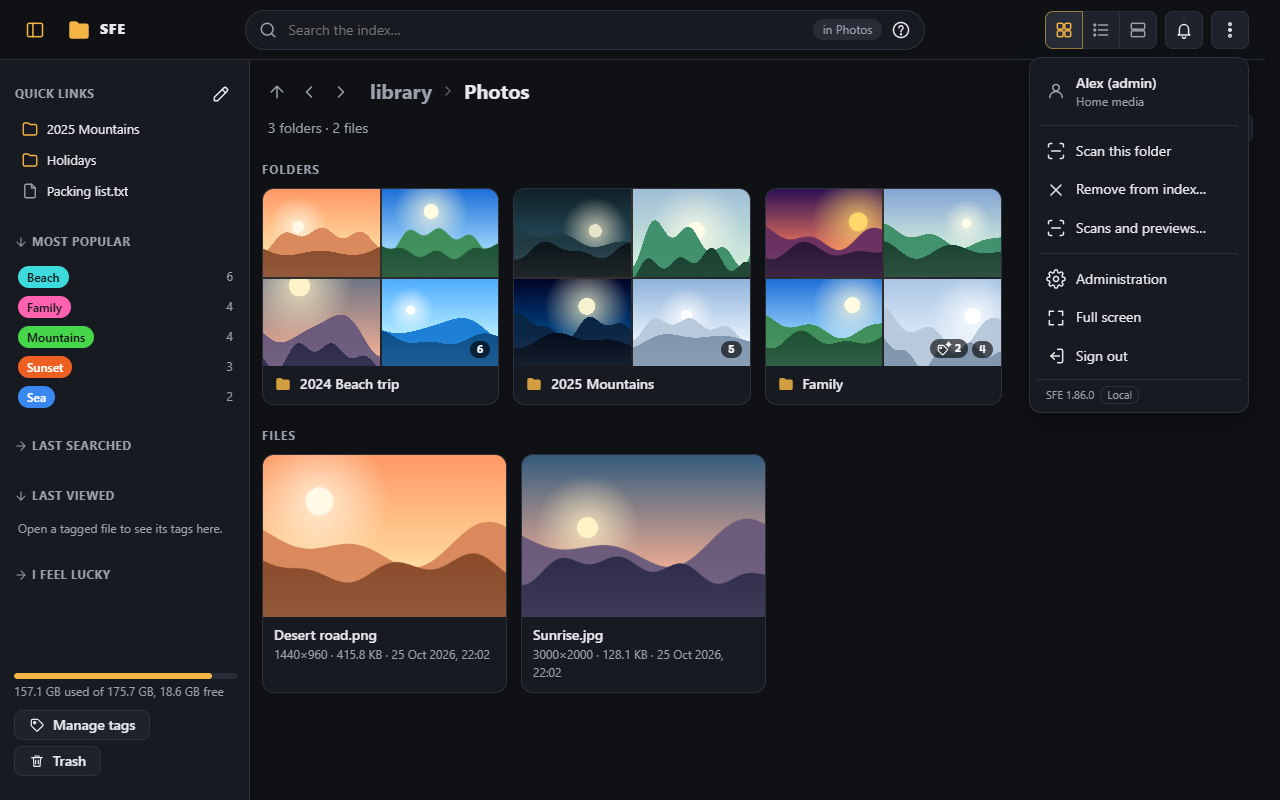 SFE
Search the index...
in Photos
QUICK LINKS
2025 Mountains
Holidays
Packing list.txt
MOST POPULAR
Beach 6
Family 4
Mountains 4
Sunset 3
Sea 2
LAST SEARCHED
LAST VIEWED
Open a tagged file to see its tags here.
I FEEL LUCKY
157.1 GB used of 175.7 GB, 18.6 GB free
Manage tags
Trash
library > Photos
3 folders · 2 files
FOLDERS
6
2024 Beach trip
5
2025 Mountains
2 4
Family
FILES
Desert road.png
1440×960 · 415.8 KB · 25 Oct 2026, 22:02
Sunrise.jpg
3000×2000 · 128.1 KB · 25 Oct 2026,
22:02
Alex (admin)
Home media
Scan this folder
Remove from index...
Scans and previews...
Administration
Full screen
Sign out
SFE 1.86.0 Local